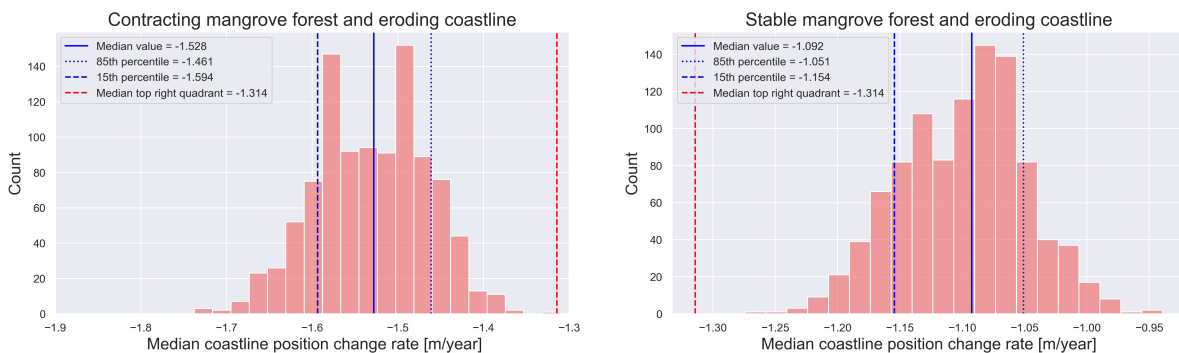 Contracting mangrove forest and eroding coastline
Median value = -1.528
85th percentile = -1.461
15th percentile = -1.594
Median top right quadrant = -1.314
Count
0
20
40
60
80
100
120
140
−1.9
−1.8
−1.7
−1.6
−1.5
−1.4
−1.3
Median coastline position change rate [m/year]
Stable mangrove forest and eroding coastline
Median value = -1.092
85th percentile = -1.051
15th percentile = -1.154
Median top right quadrant = -1.314
Count
0
20
40
60
80
100
120
140
−1.30
−1.25
−1.20
−1.15
−1.10
−1.05
−1.00
−0.95
Median coastline position change rate [m/year]